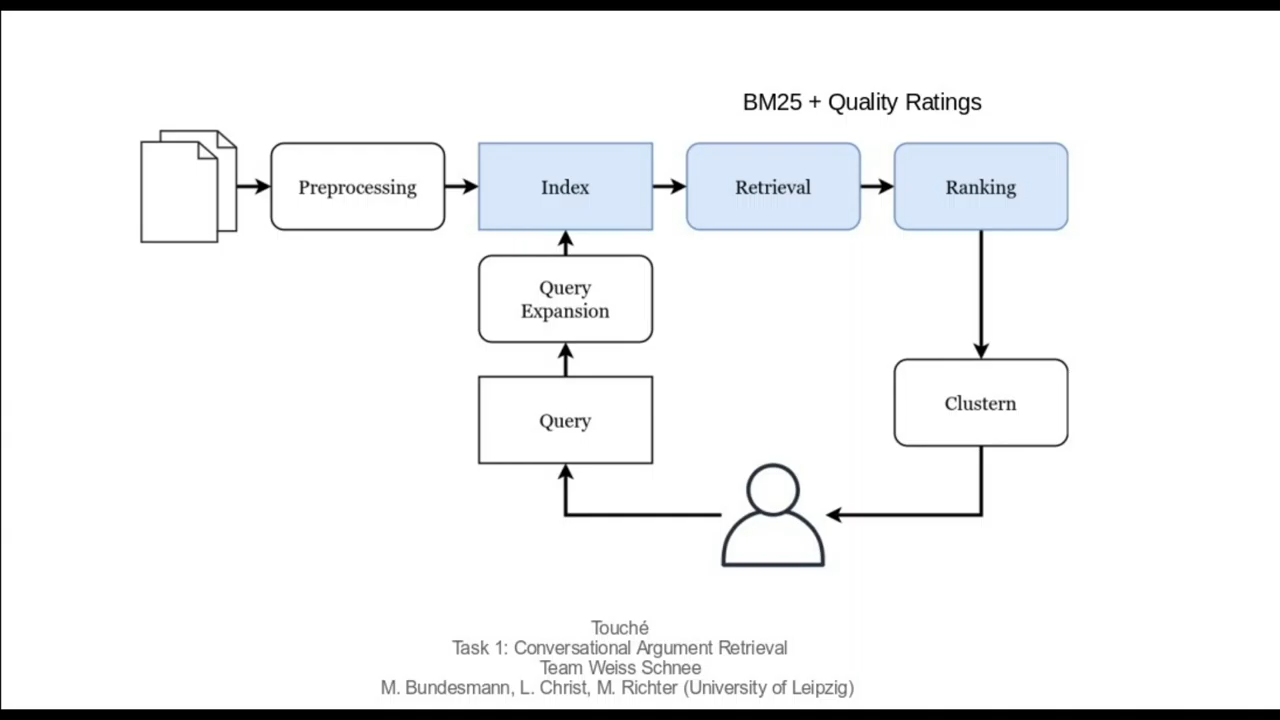 BM25 + Quality Ratings
Preprocessing
Index
Retrieval
Ranking
Query
Expansion
Query
Clustern
Touché
Task 1: Conversational Argument Retrieval
Team Weiss Schnee
M. Bundesmann, L. Christ, M. Richter (University of Leipzig)